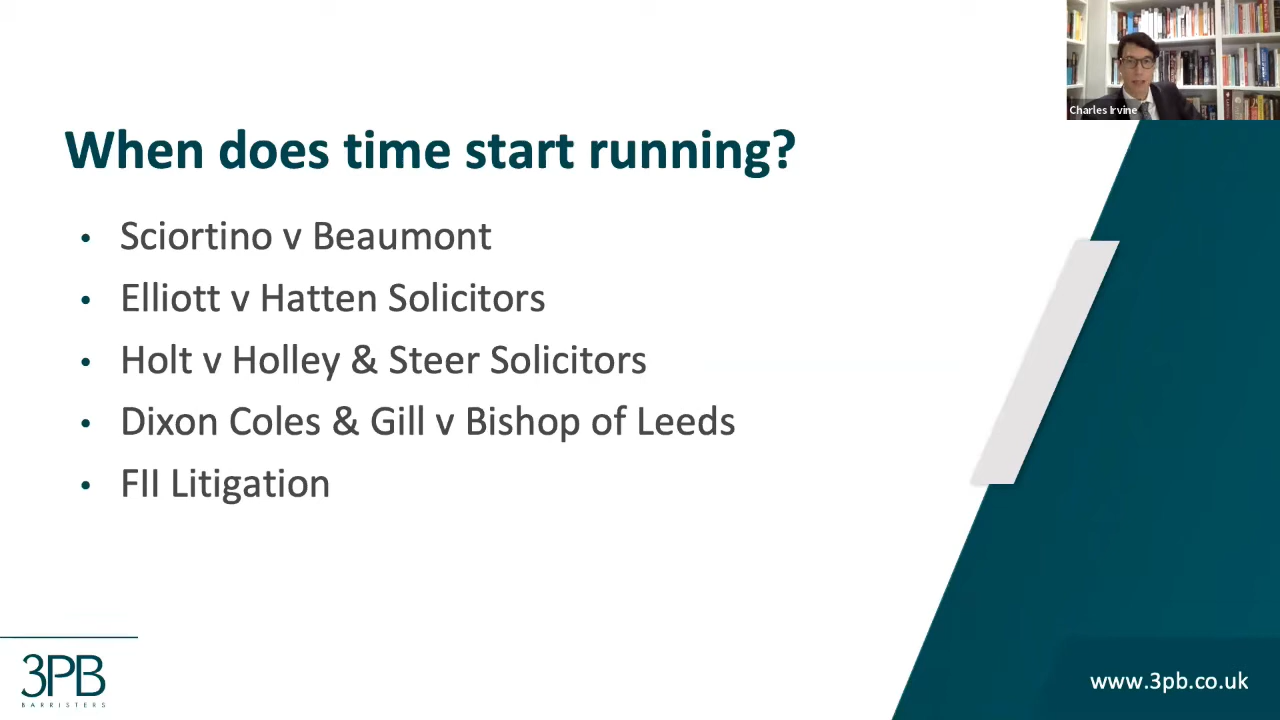 Charles Irvine
When does time start running?
• Sciortino v Beaumont
• Elliott v Hatten Solicitors
• Holt v Holley & Steer Solicitors
• Dixon Coles & Gill v Bishop of Leeds
• FII Litigation
3PB
BARRISTERS
www.3pb.co.uk